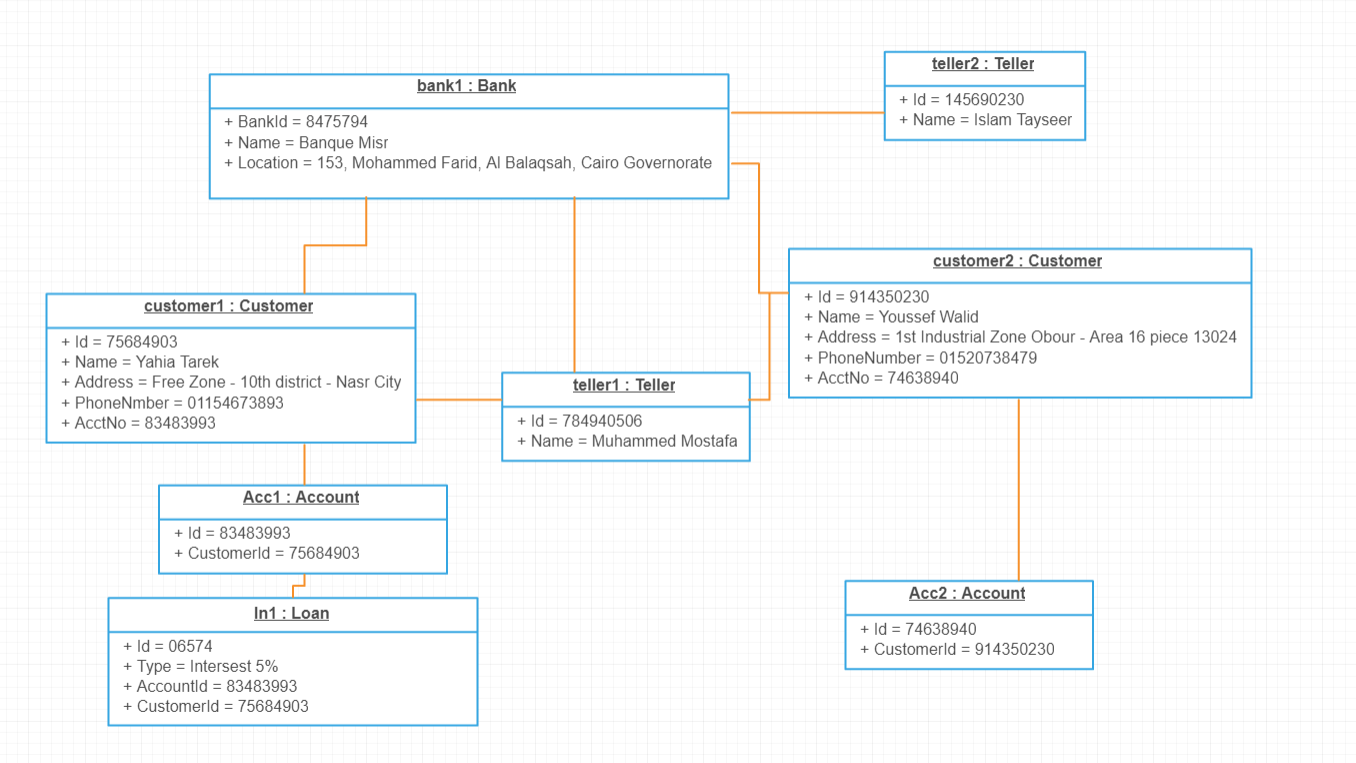 bank1 : Bank
+ BankId = 8475794
+ Name = Banque Misr
+ Location = 153, Mohammed Farid, Al Balaqsah, Cairo Governorate
teller2 : Teller
+ Id = 145690230
+ Name = Islam Tayseer
customer1 : Customer
+ Id = 75684903
+ Name = Yahia Tarek
+ Address = Free Zone - 10th district - Nasr City
+ PhoneNmber = 01154673893
+ AcctNo = 83483993
teller1 : Teller
+ Id = 784940506
+ Name = Muhammed Mostafa
customer2 : Customer
+ Id = 914350230
+ Name = Youssef Walid
+ Address = 1st Industrial Zone Obour - Area 16 piece 13024
+ PhoneNumber = 01520738479
+ AcctNo = 74638940
Acc1 : Account
+ Id = 83483993
+ CustomerId = 75684903
In1 : Loan
+ Id = 06574
+ Type = Intersest 5%
+ AccountId = 83483993
+ CustomerId = 75684903
Acc2 : Account
+ Id = 74638940
+ CustomerId = 914350230